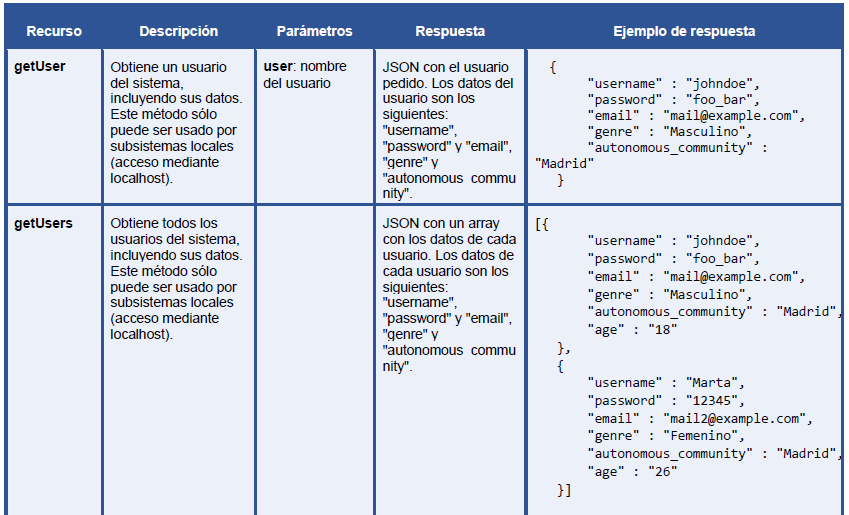 Recurso Descripción Parámetros Respuesta Ejemplo de respuesta
getUser
Obtiene un usuario
del sistema,
incluyendo sus datos.
Este método sólo
puede ser usado por
subsistemas locales
(acceso mediante
localhost).
user: nombre
del usuario
JSON con el usuario
pedido. Los datos del
usuario son los
siguientes:
"username",
"password" y "email",
"genre" y
"autonomous_commu
nity".
{
"username" : "johndoe",
"password" : "foo_bar",
"email" : "mail@example.com",
"genre" : "Masculino",
"autonomous_community" :
"Madrid"
}
getUsers
Obtiene todos los
usuarios del sistema,
incluyendo sus datos.
Este método sólo
puede ser usado por
subsistemas locales
(acceso mediante
localhost).
JSON con un array
con los datos de cada
usuario. Los datos de
cada usuario son los
siguientes:
"username",
"password" y "email",
"genre" y
"autonomous_commu
nity".
[{
"username" : "johndoe",
"password" : "foo_bar",
"email" : "mail@example.com",
"genre" : "Masculino",
"autonomous_community" : "Madrid",
"age" : "18"
},
{
"username" : "Marta",
"password" : "12345",
"email" : "mail2@example.com",
"genre" : "Femenino",
"autonomous_community" : "Madrid",
"age" : "26"
}]